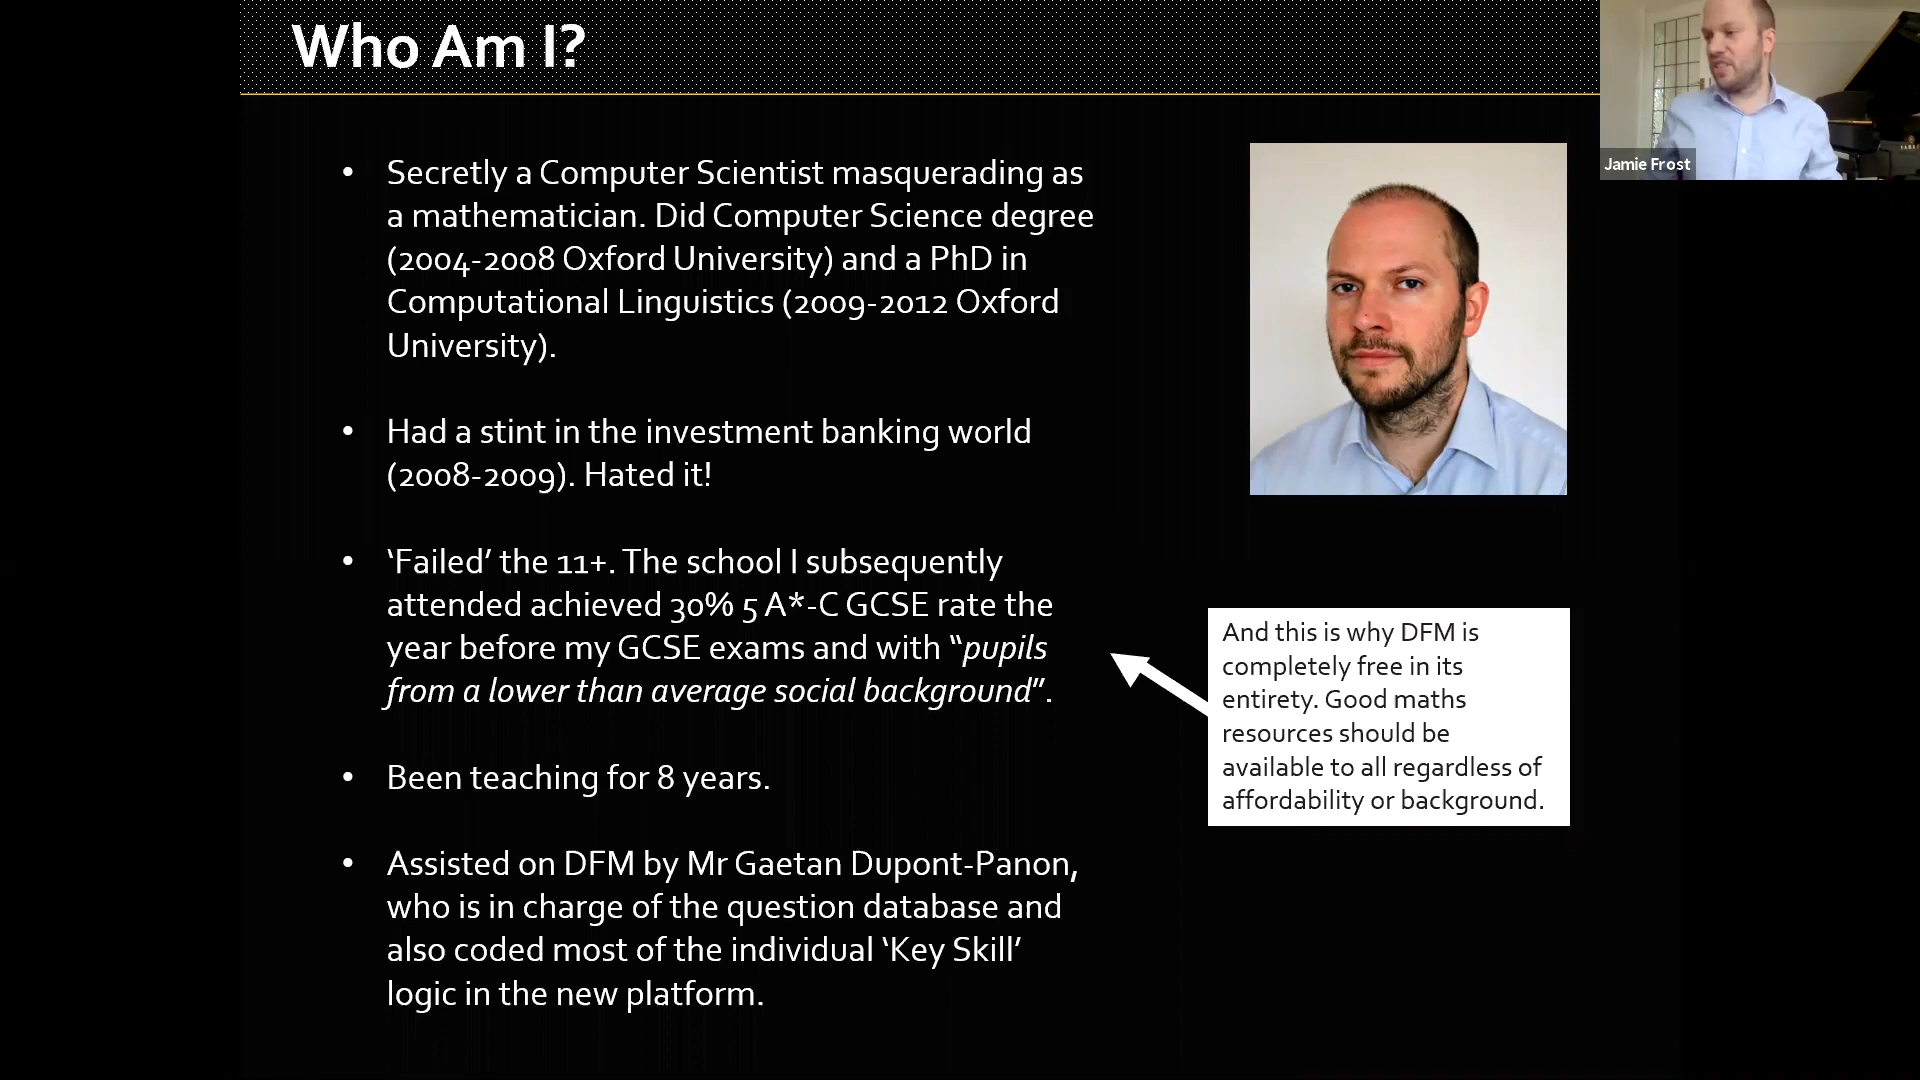 Who Am I?
Jamie Frost
• Secretly a Computer Scientist masquerading as
a mathematician. Did Computer Science degree
(2004-2008 Oxford University) and a PhD in
Computational Linguistics (2009-2012 Oxford
University).
• Had a stint in the investment banking world
(2008-2009). Hated it!
• ‘Failed’ the 11+. The school I subsequently
attended achieved 30% 5 A*-C GCSE rate the
year before my GCSE exams and with “pupils
from a lower than average social background”.
• Been teaching for 8 years.
• Assisted on DFM by Mr Gaetan Dupont-Panon,
who is in charge of the question database and
also coded most of the individual ‘Key Skill’
logic in the new platform.
And this is why DFM is
completely free in its
entirety. Good maths
resources should be
available to all regardless of
affordability or background.